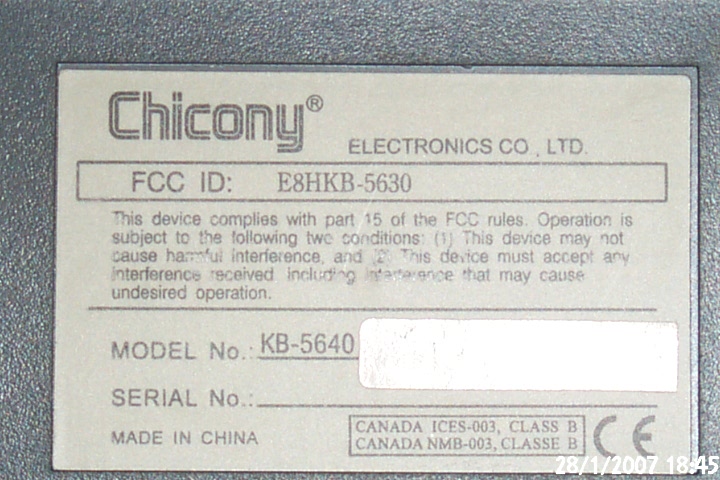 Chicony®
ELECTRONICS CO., LTD.
FCC ID: E8HKB-5630
This device complies with part 15 of the FCC rules. Operation is
subject to the following two conditions: (1) This device may not
cause harmful interference, and (2) This device must accept any
interference received including interference that may cause
undesired operation.
MODEL No.: KB-5640
SERIAL No.:
MADE IN CHINA
CANADA ICES-003, CLASS B
CANADA NMB-003, CLASSE B
CE
28/1/2007 18:45